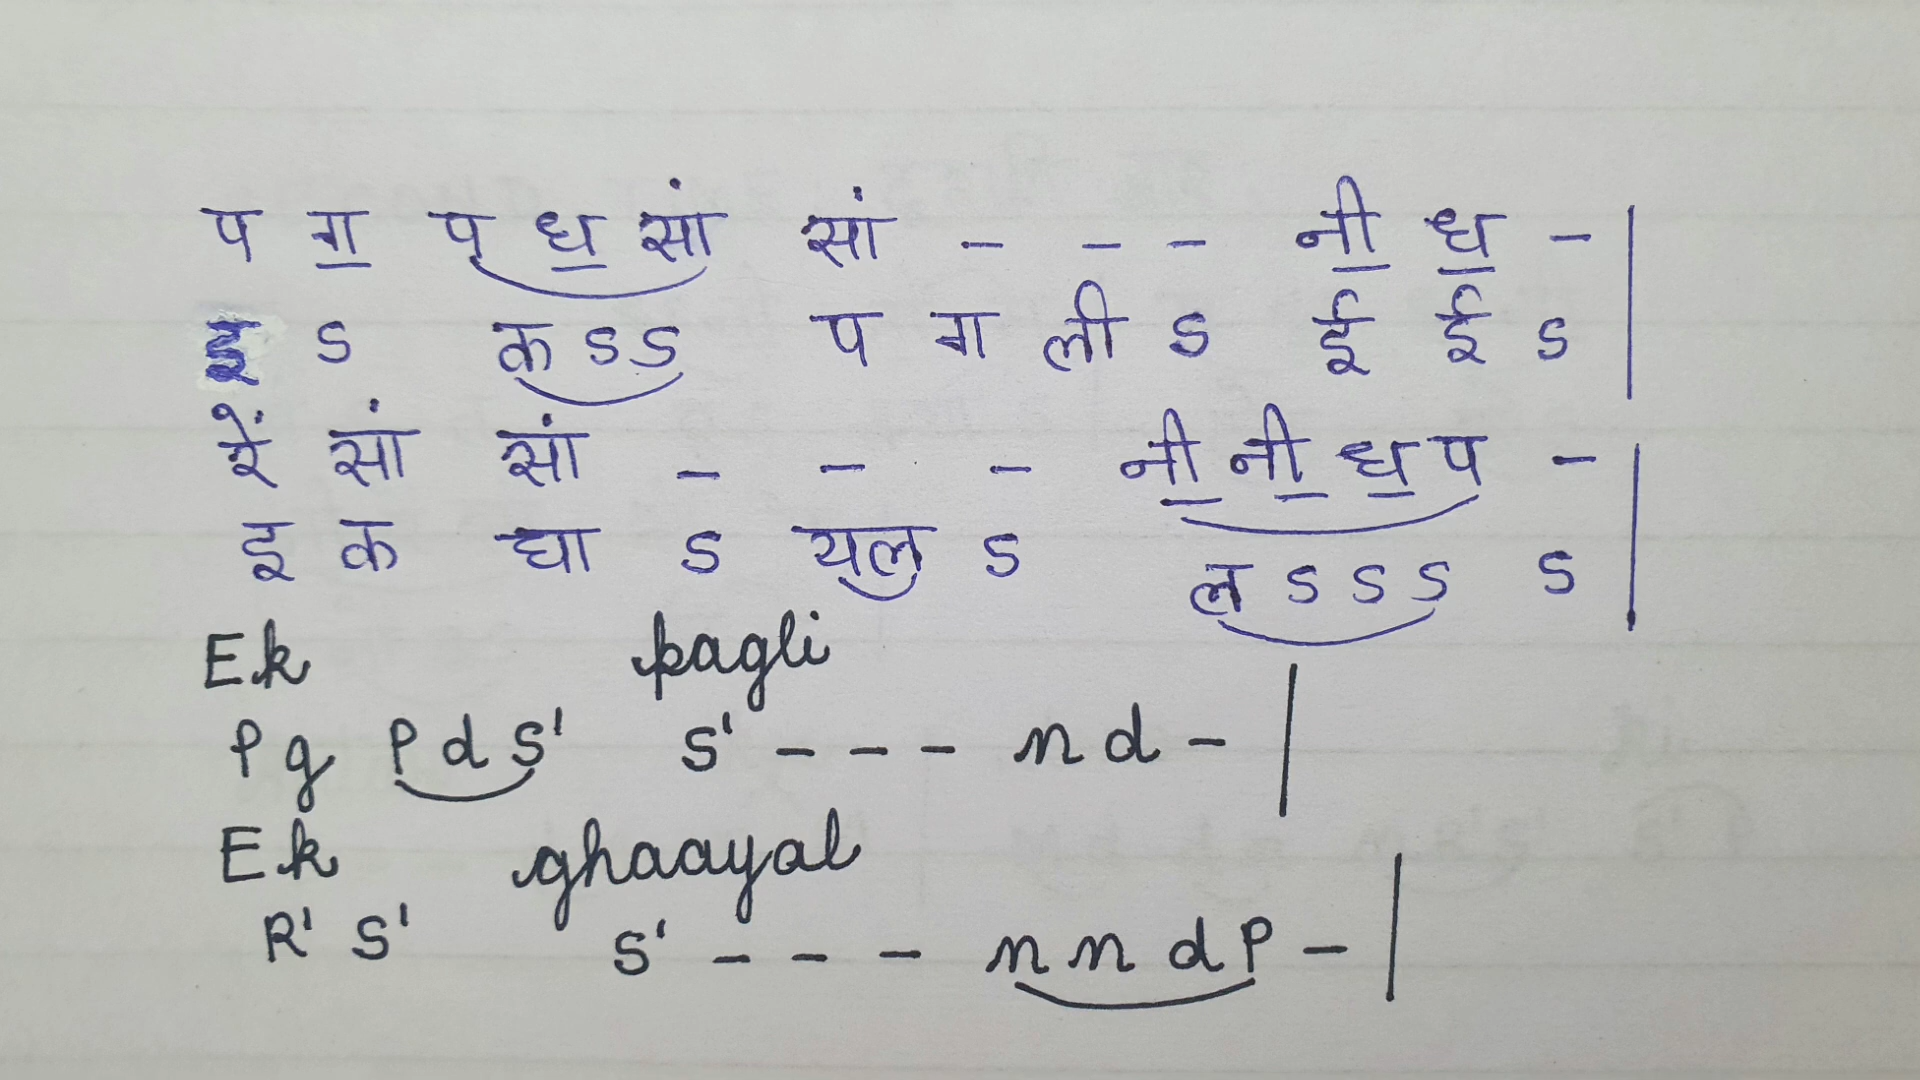 प ग॒ प ध॒ सां सां - - - नी॒ ध॒ - |
इ ऽ क ऽ ऽ प ग ली ऽ ई ई ऽ |
रें सां सां - - - नी॒ नी॒ ध॒ प - |
इ क घा ऽ यल ऽ ल ऽ ऽ ऽ ऽ |
Ek pagli
P g P d S' S' - - - n d - |
Ek ghaayal
R' S' S' - - - n n d P - |